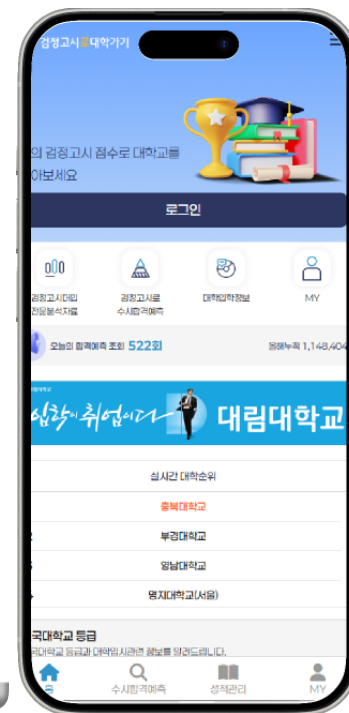 검정고시로대학가기
의 검정고시 점수로 대학교를
아보세요
로그인
검정고시대입
전문분석자료
검정고시로
수시합격예측
대학입학정보
MY
오늘의 합격예측 조회 522회
올해누적 1,148,404
입학이 취업이다
대림대학교
실시간 대학순위
충북대학교
부경대학교
영남대학교
명지대학교(서울)
국대학교 등급
국대학교 등급과 대학입시관련 정보를 알려드립니다.
홈
수시합격예측
성적관리
MY